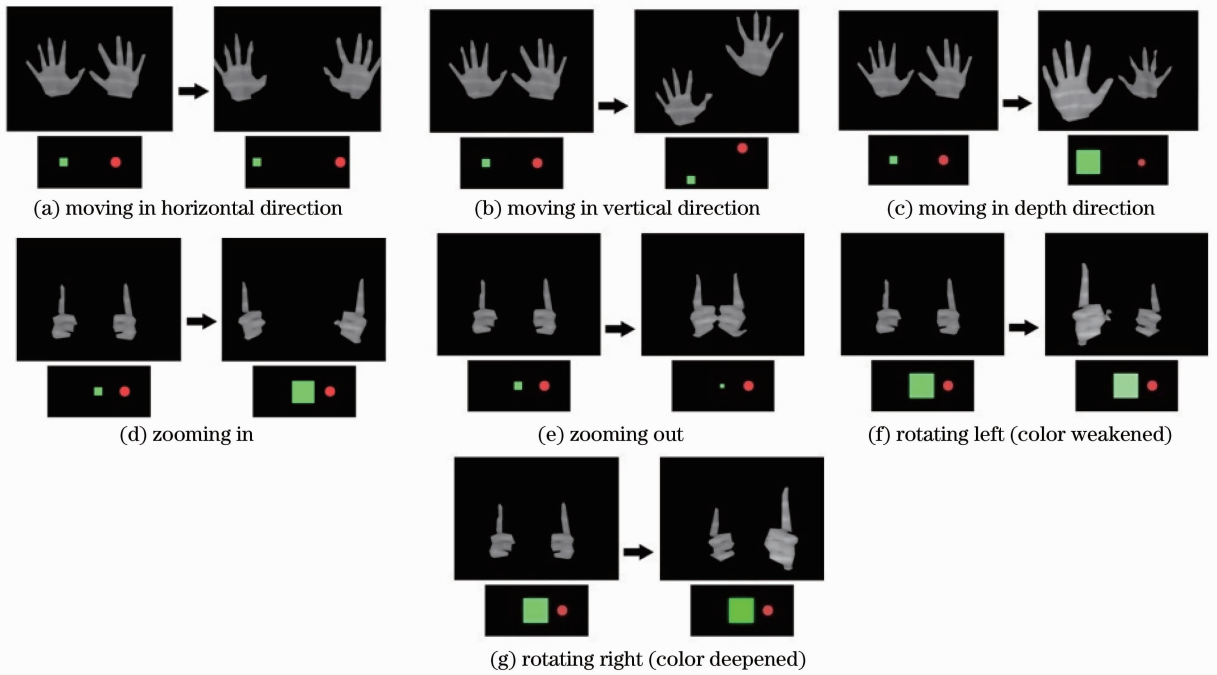 (a) moving in horizontal direction
(b) moving in vertical direction
(c) moving in depth direction
(d) zooming in
(e) zooming out
(f) rotating left (color weakened)
(g) rotating right (color deepened)